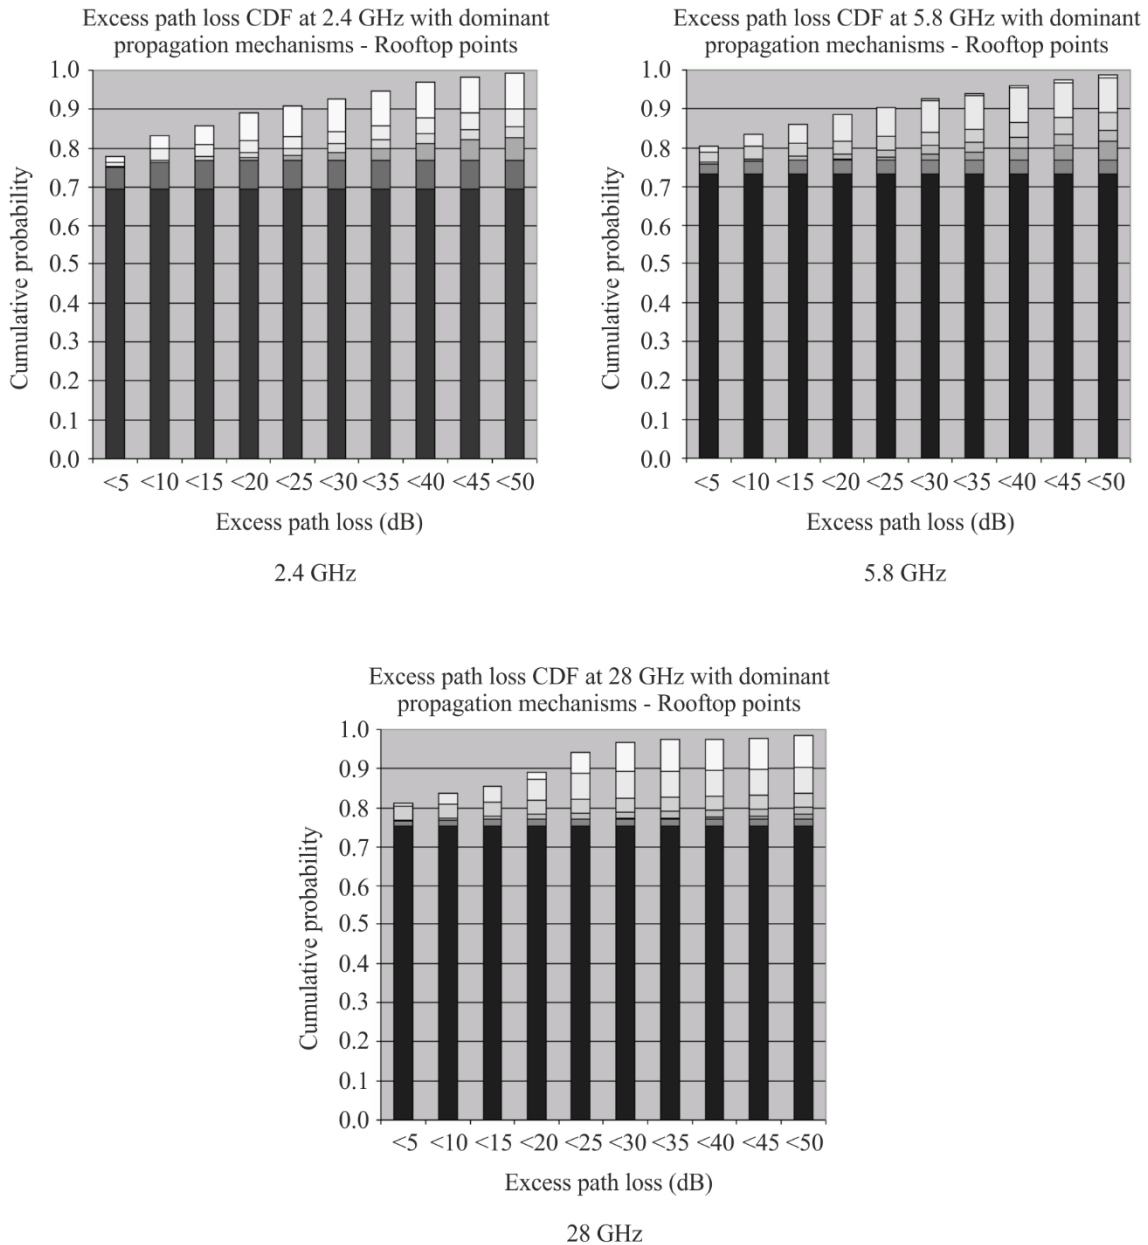 Excess path loss CDF at 2.4 GHz with dominant
propagation mechanisms - Rooftop points
1.0
0.9
0.8
0.7
0.6
0.5
0.4
0.3
0.2
0.1
0.0
Cumulative probability
<5 <10 <15 <20 <25 <30 <35 <40 <45 <50
Excess path loss (dB)
2.4 GHz
Excess path loss CDF at 5.8 GHz with dominant
propagation mechanisms - Rooftop points
1.0
0.9
0.8
0.7
0.6
0.5
0.4
0.3
0.2
0.1
0.0
Cumulative probability
<5 <10 <15 <20 <25 <30 <35 <40 <45 <50
Excess path loss (dB)
5.8 GHz
Excess path loss CDF at 28 GHz with dominant
propagation mechanisms - Rooftop points
1.0
0.9
0.8
0.7
0.6
0.5
0.4
0.3
0.2
0.1
0.0
Cumulative probability
<5 <10 <15 <20 <25 <30 <35 <40 <45 <50
Excess path loss (dB)
28 GHz